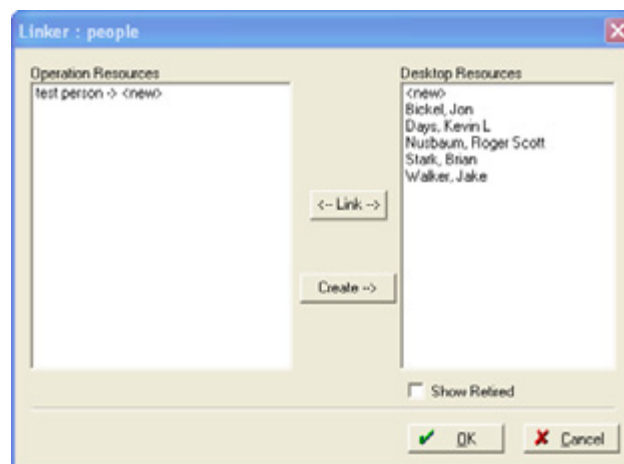 Linker : people
Operation Resources
test person -> <new>
Desktop Resources
<new>
Bickel, Jon
Days, Kevin L
Nusbaum, Roger Scott
Stark, Brian
Walker, Jake
<-- Link -->
Create -->
Show Retired
OK
Cancel